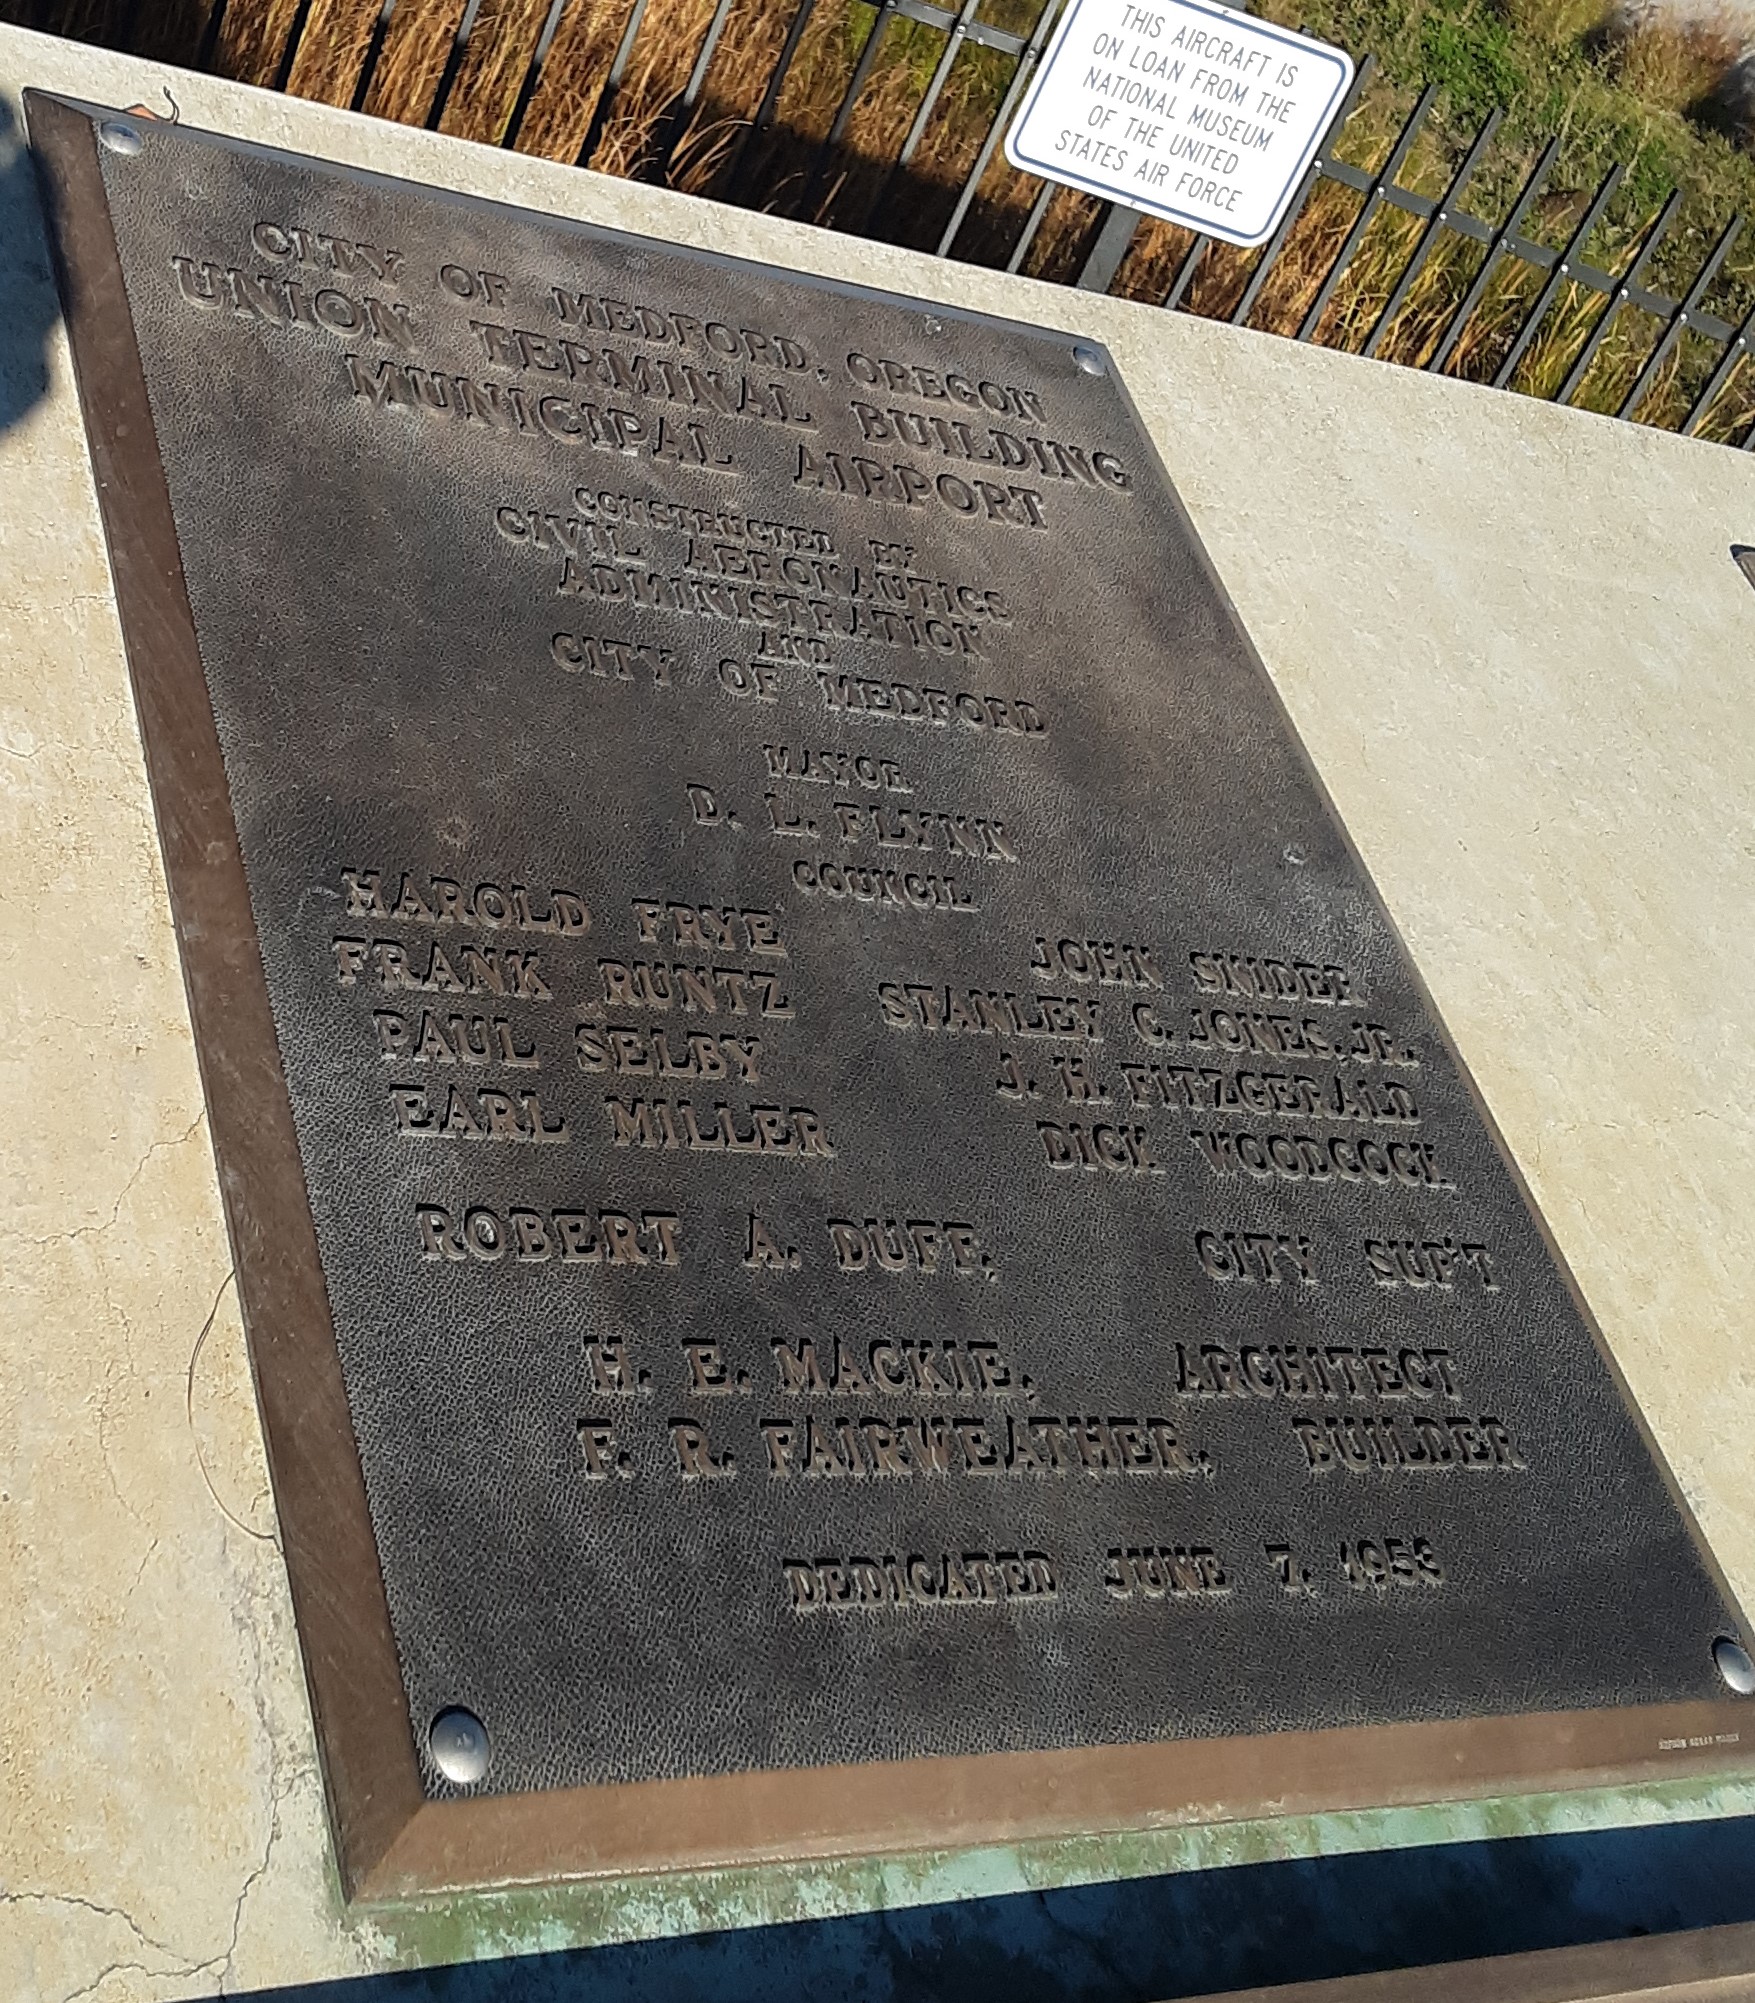 THIS AIRCRAFT IS
ON LOAN FROM THE
NATIONAL MUSEUM
OF THE UNITED
STATES AIR FORCE
CITY OF MEDFORD, OREGON
UNION TERMINAL BUILDING
MUNICIPAL AIRPORT
CONSTRUCTED BY
CIVIL AERONAUTICS
ADMINISTRATION
AND
CITY OF MEDFORD
MAYOR
D. L. FLYNN
COUNCIL
HAROLD FRYE JOHN SNIDER
FRANK RUNTZ STANLEY C. JONES, JR.
PAUL SELBY J. H. FITZGERALD
EARL MILLER DICK WOODCOCK
ROBERT A. DUFF, CITY SUP'T
H. E. MACKIE, ARCHITECT
F. R. FAIRWEATHER, BUILDER
DEDICATED JUNE 7, 1953